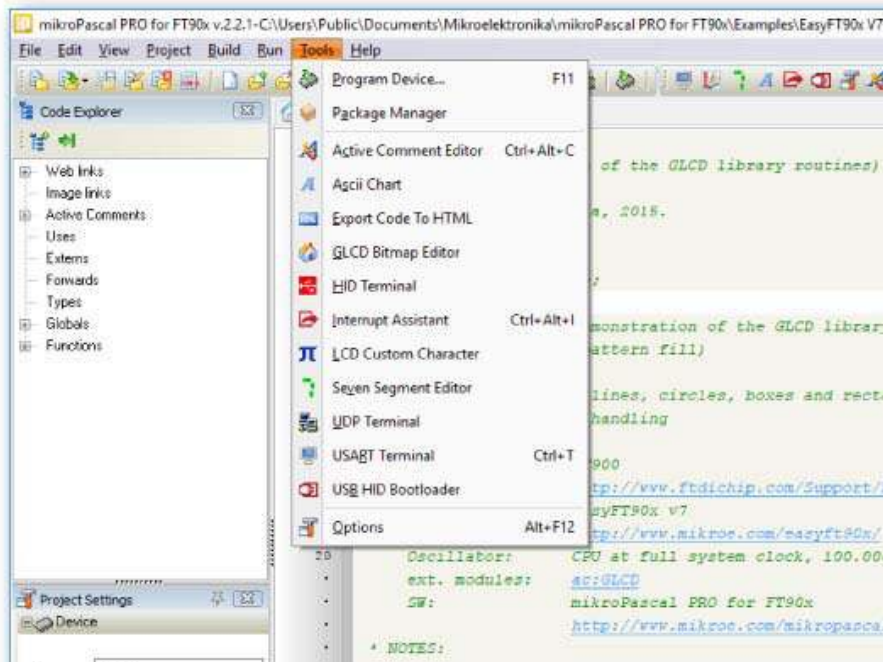 mikroPascal PRO for FT90x v.2.2.1-C:\Users\Public\Documents\Mikroelektronika\mikroPascal PRO for FT90x\Examples\EasyFT90x V7
File Edit View Project Build Run Tools Help
Code Explorer
Web links
Image links
Active Comments
Uses
Externs
Forwards
Types
Globals
Functions
Program Device... F11
Package Manager
Active Comment Editor Ctrl+Alt+C
Ascii Chart
Export Code To HTML
GLCD Bitmap Editor
HID Terminal
Interrupt Assistant Ctrl+Alt+I
LCD Custom Character
Seven Segment Editor
UDP Terminal
USART Terminal Ctrl+T
USB HID Bootloader
Options Alt+F12
of the GLCD library routines)
, 2015.
monstration of the GLCD library
attern fill)
lines, circles, boxes and recta
handling
900
tp://www.ftdichip.com/Support/
syFT90x v7
tp://www.mikroe.com/easyft90x/
20 Oscillator: CPU at full system clock, 100.00
ext. modules: ac:GLCD
SW: mikroPascal PRO for FT90x
http://www.mikroe.com/mikropasca
* NOTES:
Project Settings
Device